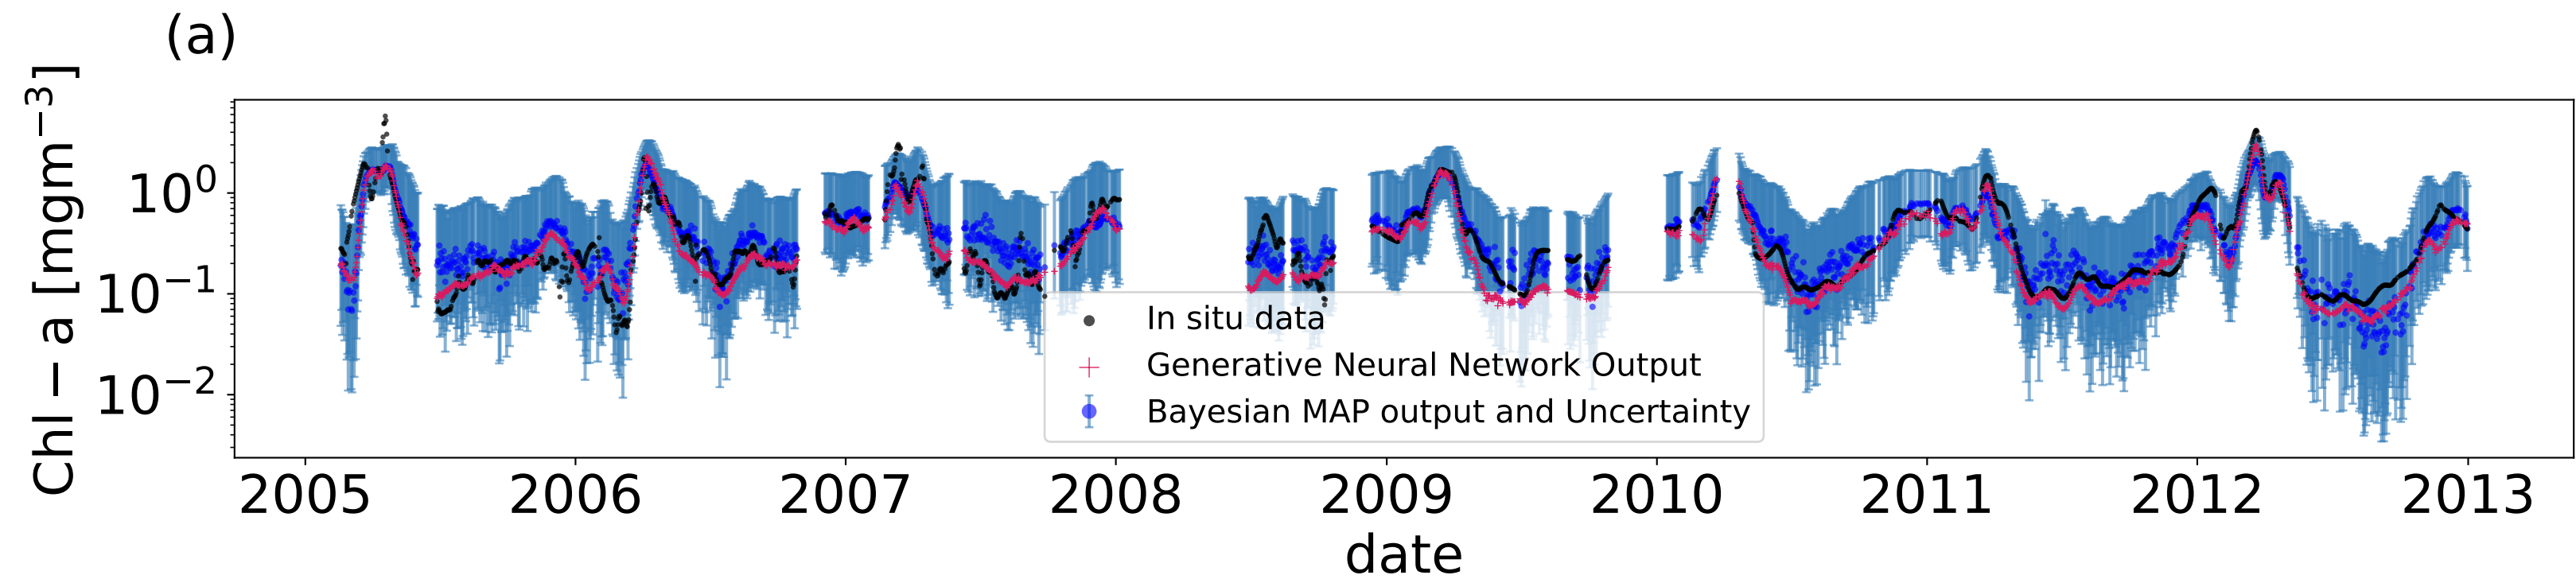 (a)
Chl − a [mgm⁻³]
10⁰
10⁻¹
10⁻²
In situ data
Generative Neural Network Output
Bayesian MAP output and Uncertainty
2005 2006 2007 2008 2009 2010 2011 2012 2013
date